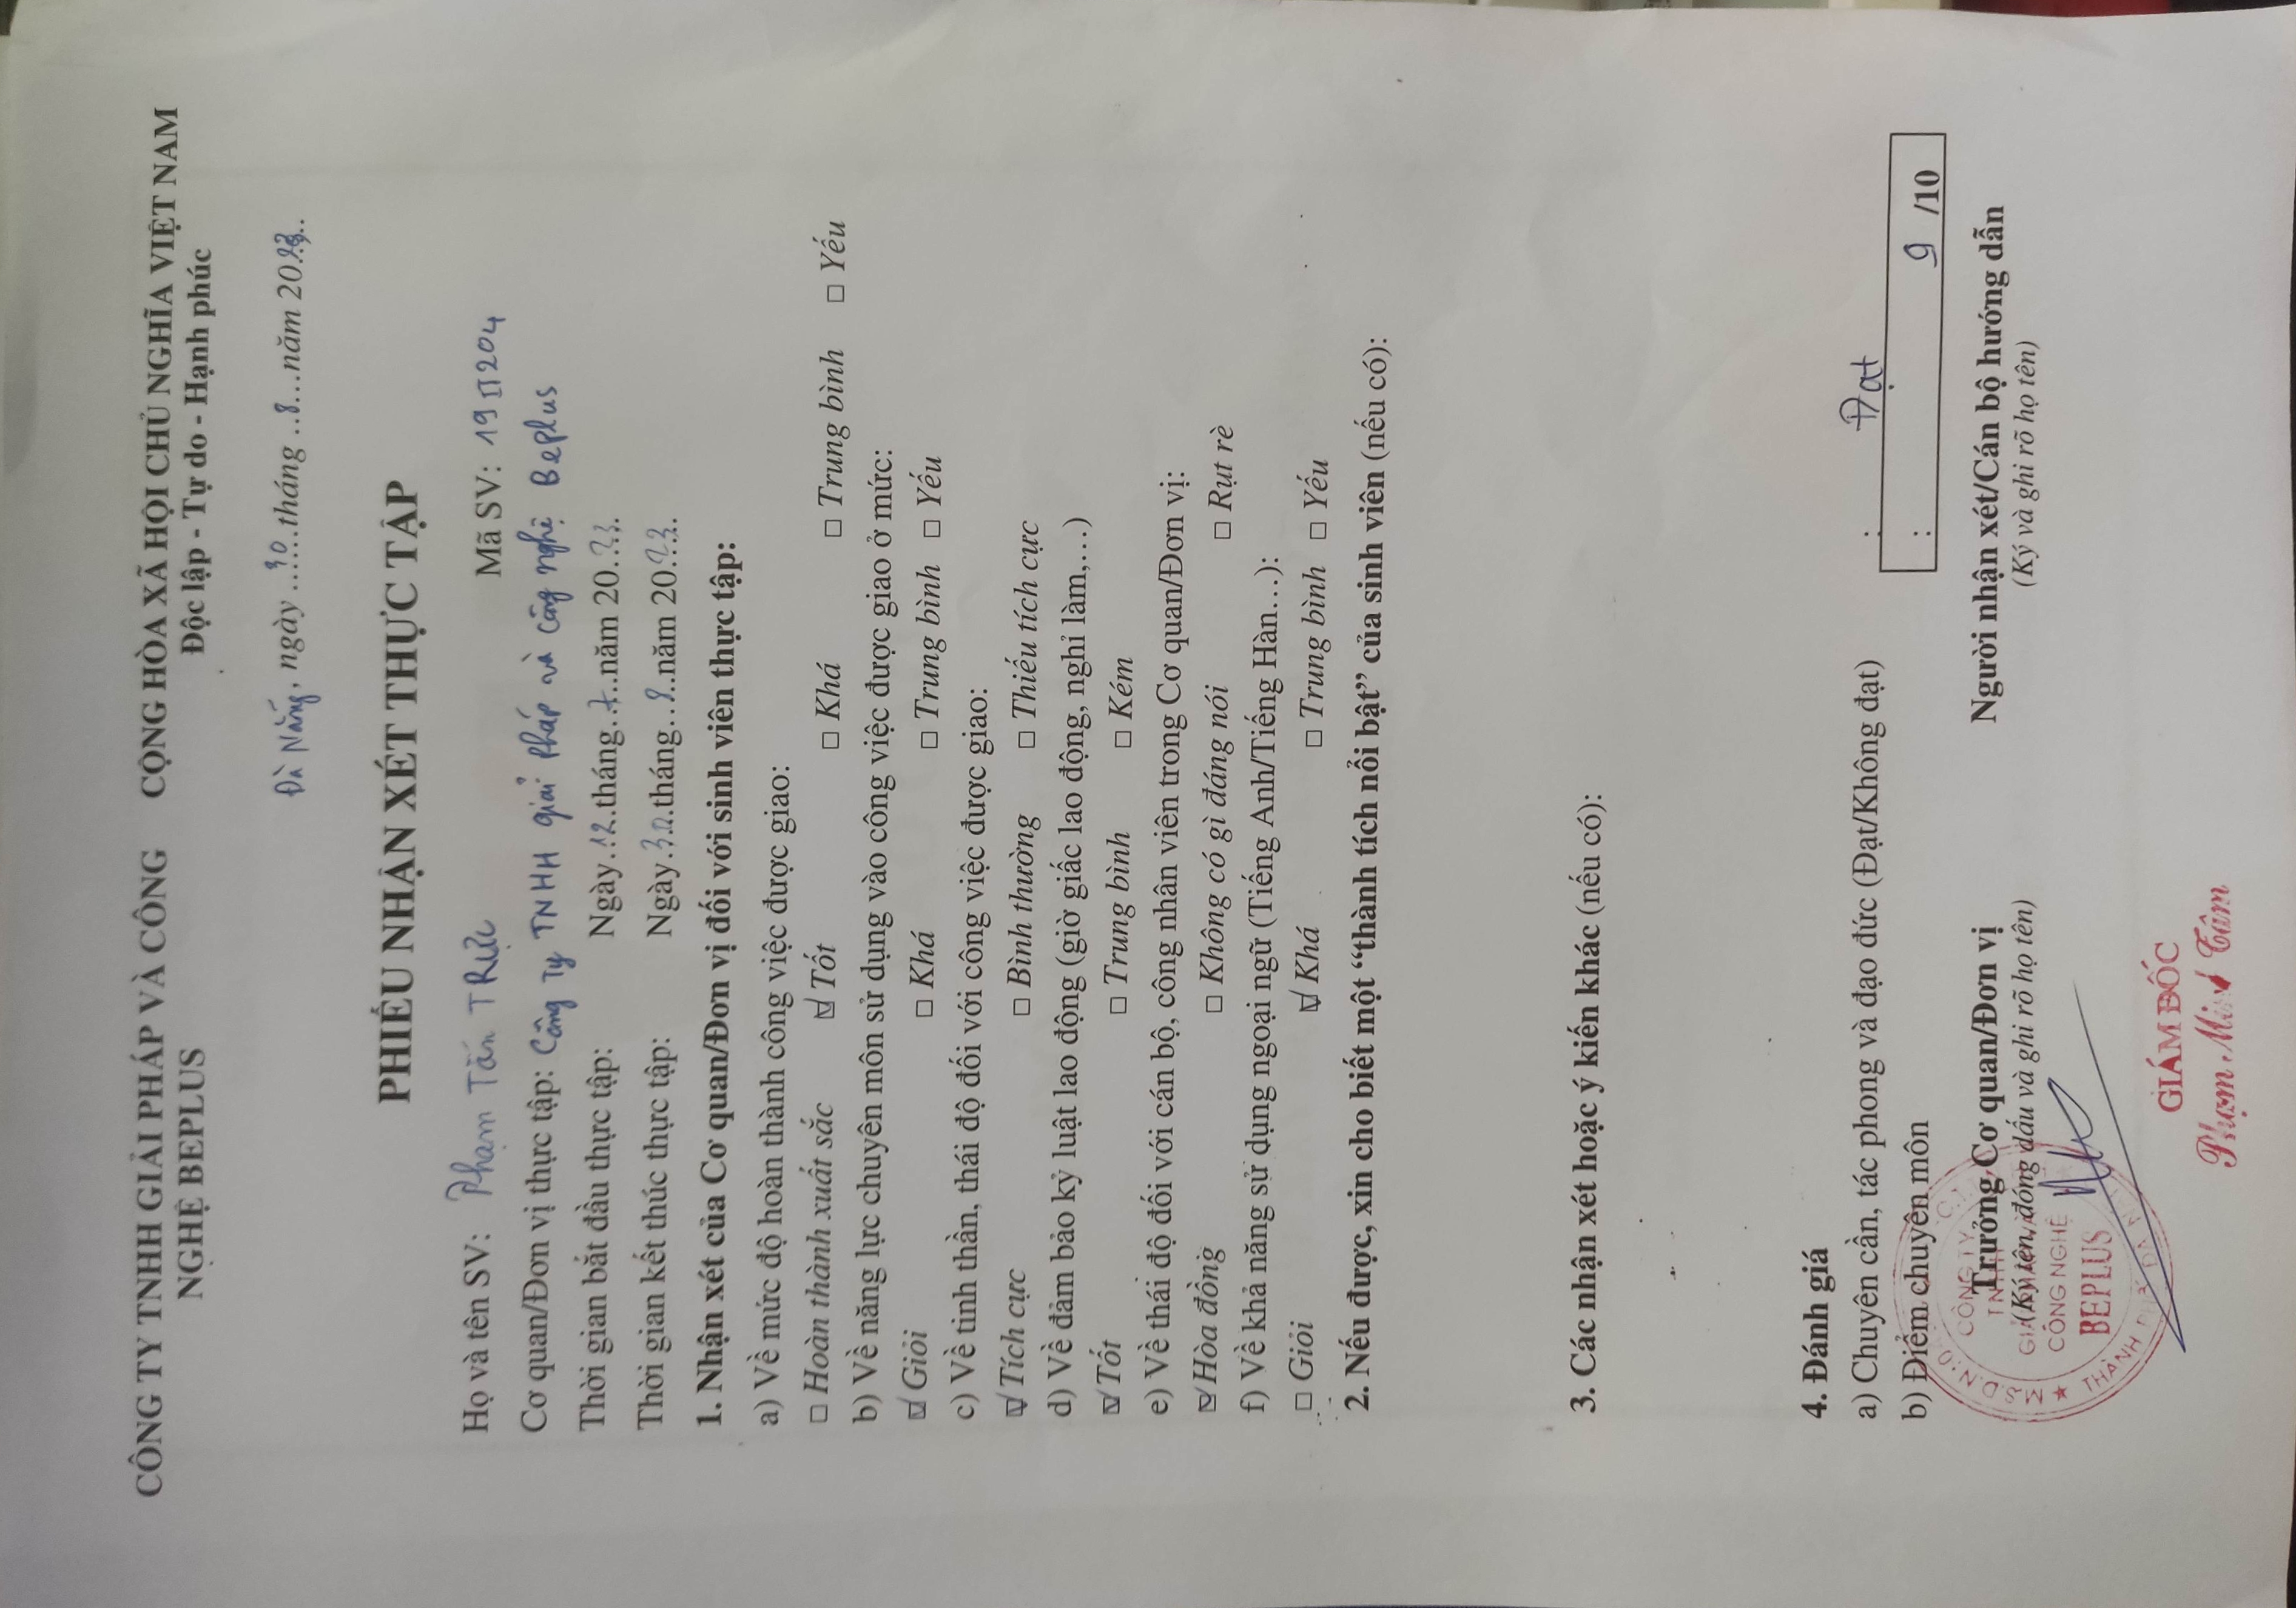 CÔNG TY TNHH GIẢI PHÁP VÀ CÔNG
NGHỆ BEPLUS
CỘNG HÒA XÃ HỘI CHỦ NGHĨA VIỆT NAM
Độc lập - Tự do - Hạnh phúc
Đà Nẵng, ngày ..30..tháng ..8...năm 2023..
PHIẾU NHẬN XÉT THỰC TẬP
Họ và tên SV: Phạm Tấn TRực Mã SV: 19IT204
Cơ quan/Đơn vị thực tập: Công Ty TNHH giải Pháp và công nghệ Beplus
Thời gian bắt đầu thực tập: Ngày..12..tháng..7..năm 20.23.
Thời gian kết thúc thực tập: Ngày.30..tháng..8..năm 20.23.
1. Nhận xét của Cơ quan/Đơn vị đối với sinh viên thực tập:
a) Về mức độ hoàn thành công việc được giao:
☐ Hoàn thành xuất sắc ☑ Tốt ☐ Khá ☐ Trung bình ☐ Yếu
b) Về năng lực chuyên môn sử dụng vào công việc được giao ở mức:
☑ Giỏi ☐ Khá ☐ Trung bình ☐ Yếu
c) Về tinh thần, thái độ đối với công việc được giao:
☑ Tích cực ☐ Bình thường ☐ Thiếu tích cực
d) Về đảm bảo kỷ luật lao động (giờ giấc lao động, nghỉ làm,…)
☑ Tốt ☐ Trung bình ☐ Kém
e) Về thái độ đối với cán bộ, công nhân viên trong Cơ quan/Đơn vị:
☑ Hòa đồng ☐ Không có gì đáng nói ☐ Rụt rè
f) Về khả năng sử dụng ngoại ngữ (Tiếng Anh/Tiếng Hàn…):
☐ Giỏi ☑ Khá ☐ Trung bình ☐ Yếu
2. Nếu được, xin cho biết một “thành tích nổi bật” của sinh viên (nếu có):
3. Các nhận xét hoặc ý kiến khác (nếu có):
4. Đánh giá
a) Chuyên cần, tác phong và đạo đức (Đạt/Không đạt) : Đạt
b) Điểm chuyên môn : 9 /10
Trưởng Cơ quan/Đơn vị
(Ký tên, đóng dấu và ghi rõ họ tên)
Người nhận xét/Cán bộ hướng dẫn
(Ký và ghi rõ họ tên)
M.S.D.N:
CÔNG TY
TNHH
GIẢI PHÁP VÀ
CÔNG NGHỆ
BEPLUS
THÀNH PHỐ ĐÀ NẴNG
GIÁM ĐỐC
Phạm Minh Tâm